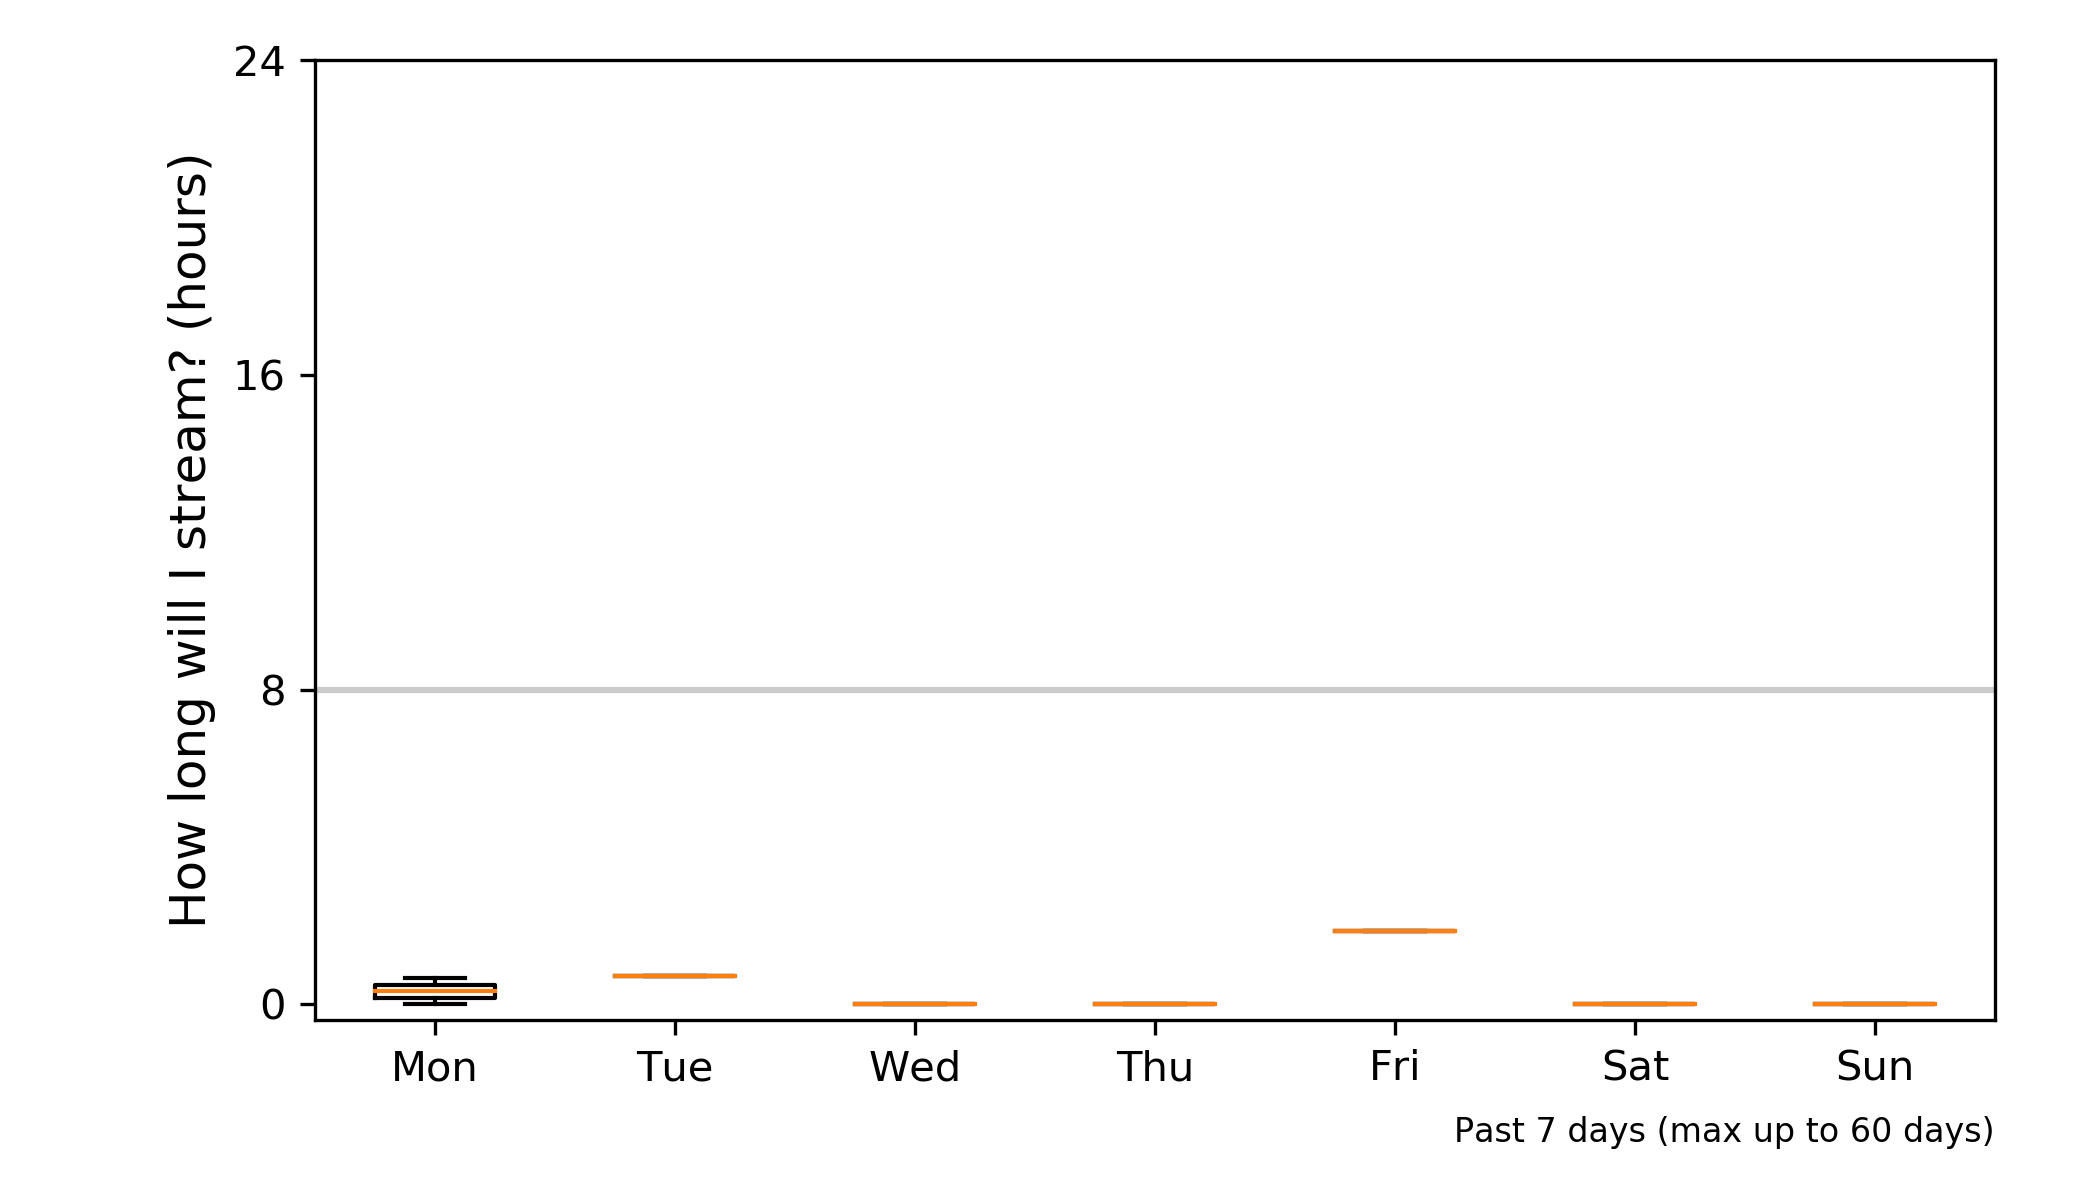 How long will I stream? (hours)
24
16
8
0
Mon Tue Wed Thu Fri Sat Sun
Past 7 days (max up to 60 days)